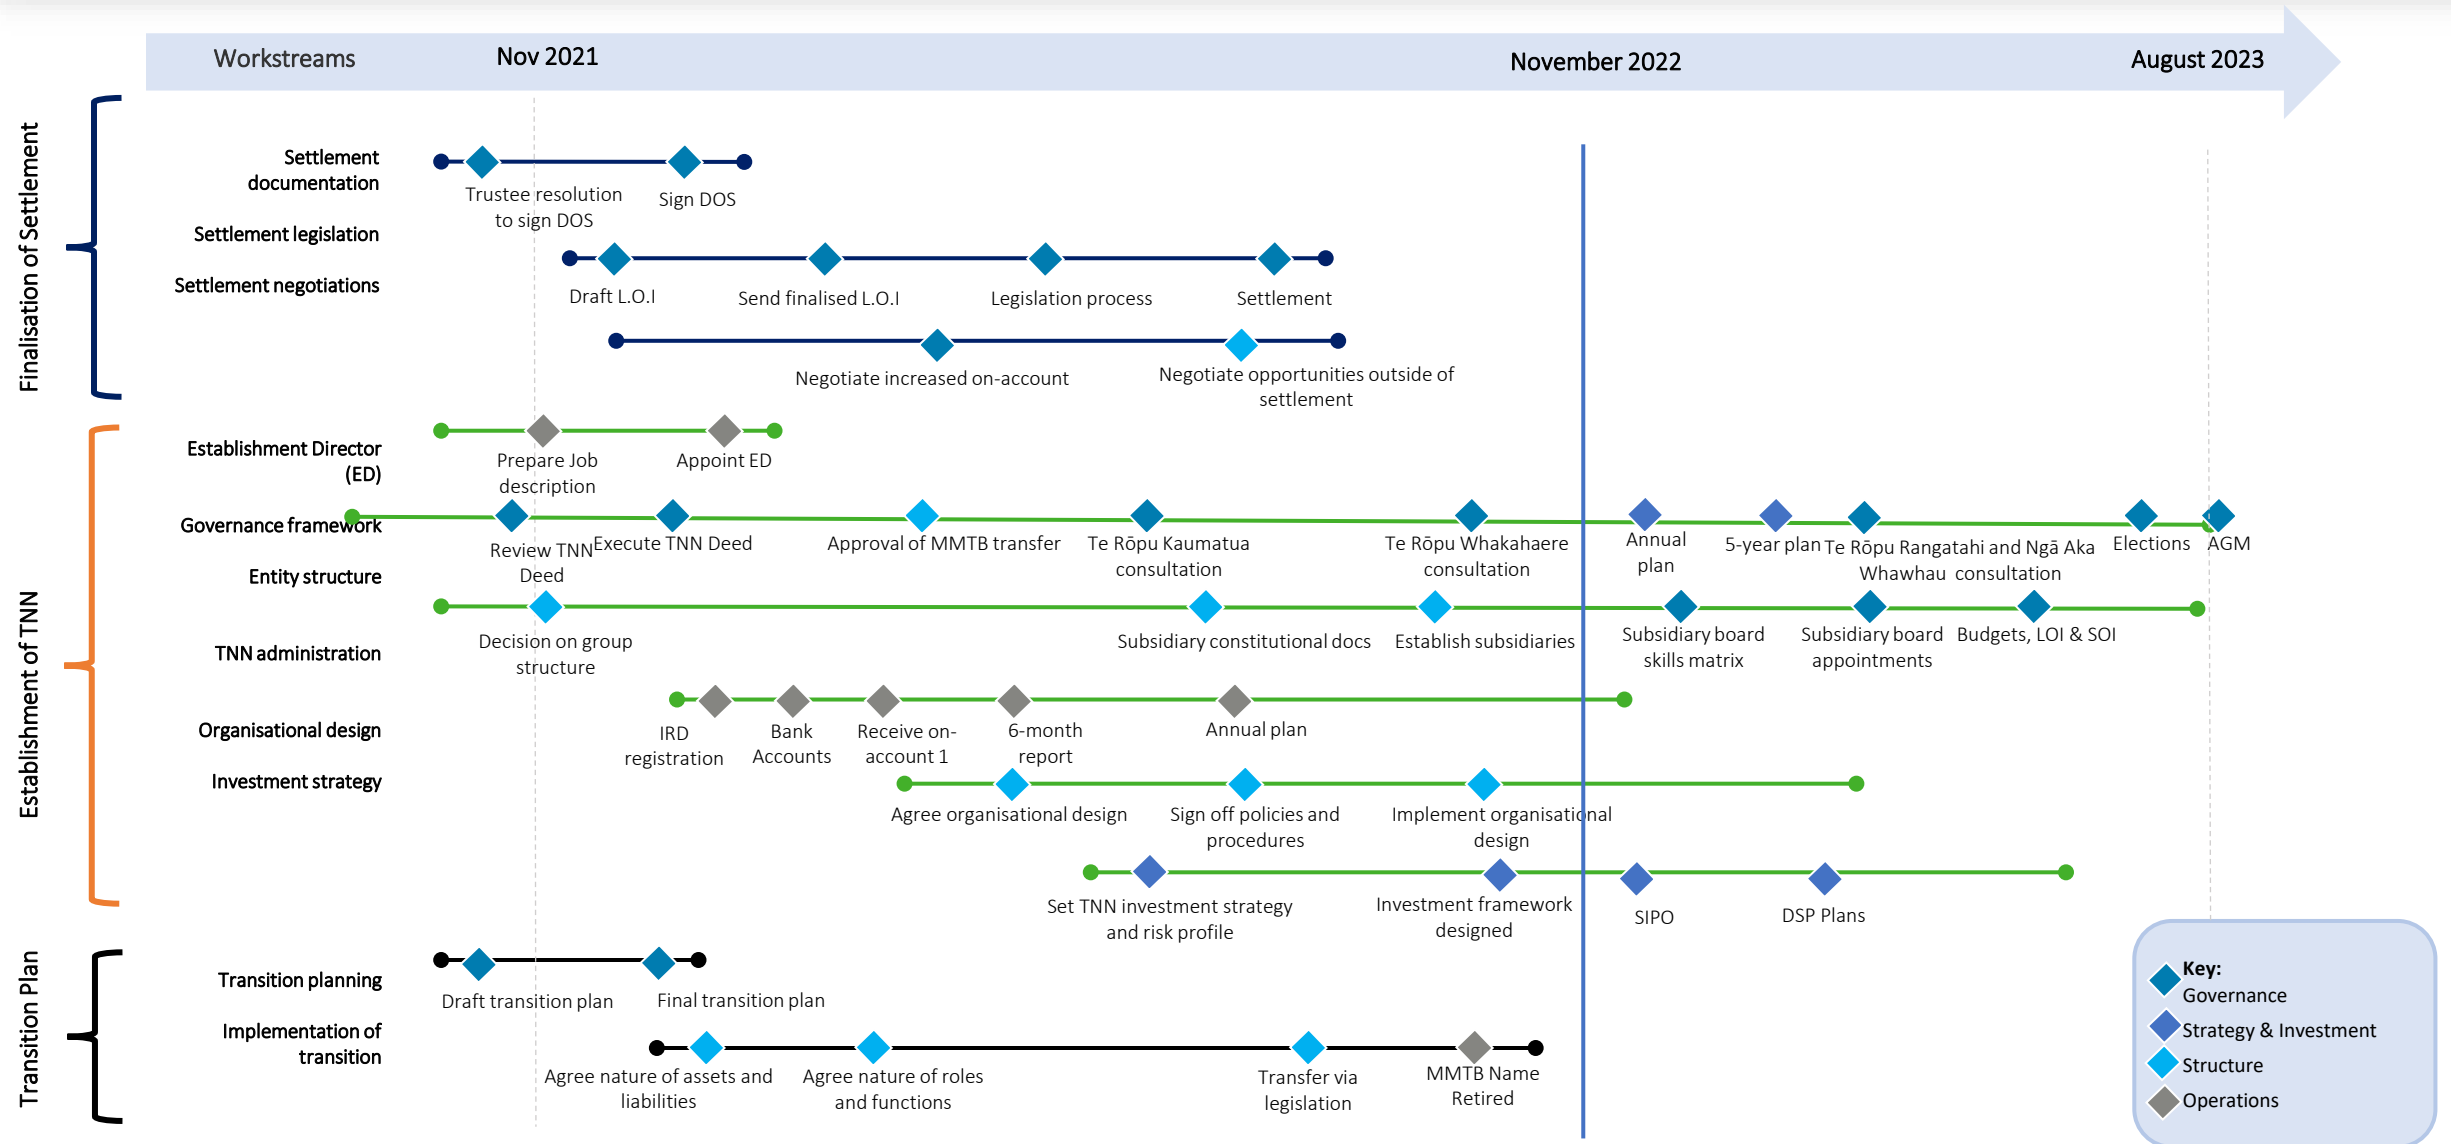 Workstreams
Nov 2021
November 2022
August 2023
Finalisation of Settlement
Settlement
documentation
Trustee resolution
to sign DOS
Sign DOS
Settlement legislation
Draft L.O.I
Send finalised L.O.I
Legislation process
Settlement
Settlement negotiations
Negotiate increased on-account
Negotiate opportunities outside of
settlement
Establishment of TNN
Establishment Director
(ED)
Prepare Job
description
Appoint ED
Governance framework
Review TNN
Deed
Execute TNN Deed
Approval of MMTB transfer
Te Rōpu Kaumatua
consultation
Te Rōpu Whakahaere
consultation
Annual
plan
5-year plan
Te Rōpu Rangatahi and Ngā Aka
Whawhau consultation
Elections
AGM
Entity structure
Decision on group
structure
Subsidiary constitutional docs
Establish subsidiaries
Subsidiary board
skills matrix
Subsidiary board
appointments
Budgets, LOI & SOI
TNN administration
IRD
registration
Bank
Accounts
Receive on-
account 1
6-month
report
Annual plan
Organisational design
Agree organisational design
Sign off policies and
procedures
Implement organisational
design
Investment strategy
Set TNN investment strategy
and risk profile
Investment framework
designed
SIPO
DSP Plans
Transition Plan
Transition planning
Draft transition plan
Final transition plan
Implementation of
transition
Agree nature of assets and
liabilities
Agree nature of roles
and functions
Transfer via
legislation
MMTB Name
Retired
Key:
Governance
Strategy & Investment
Structure
Operations